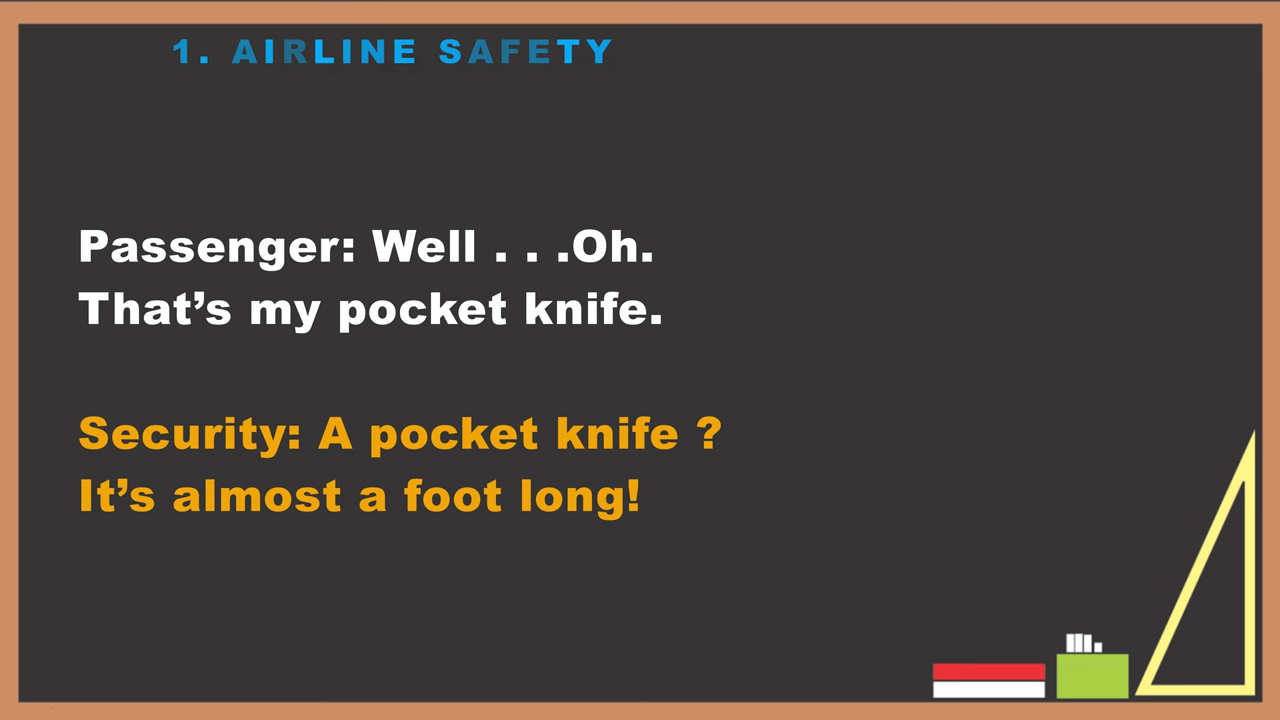 1. AIRLINE SAFETY
Passenger: Well . . .Oh.
That’s my pocket knife.
Security: A pocket knife ?
It’s almost a foot long!